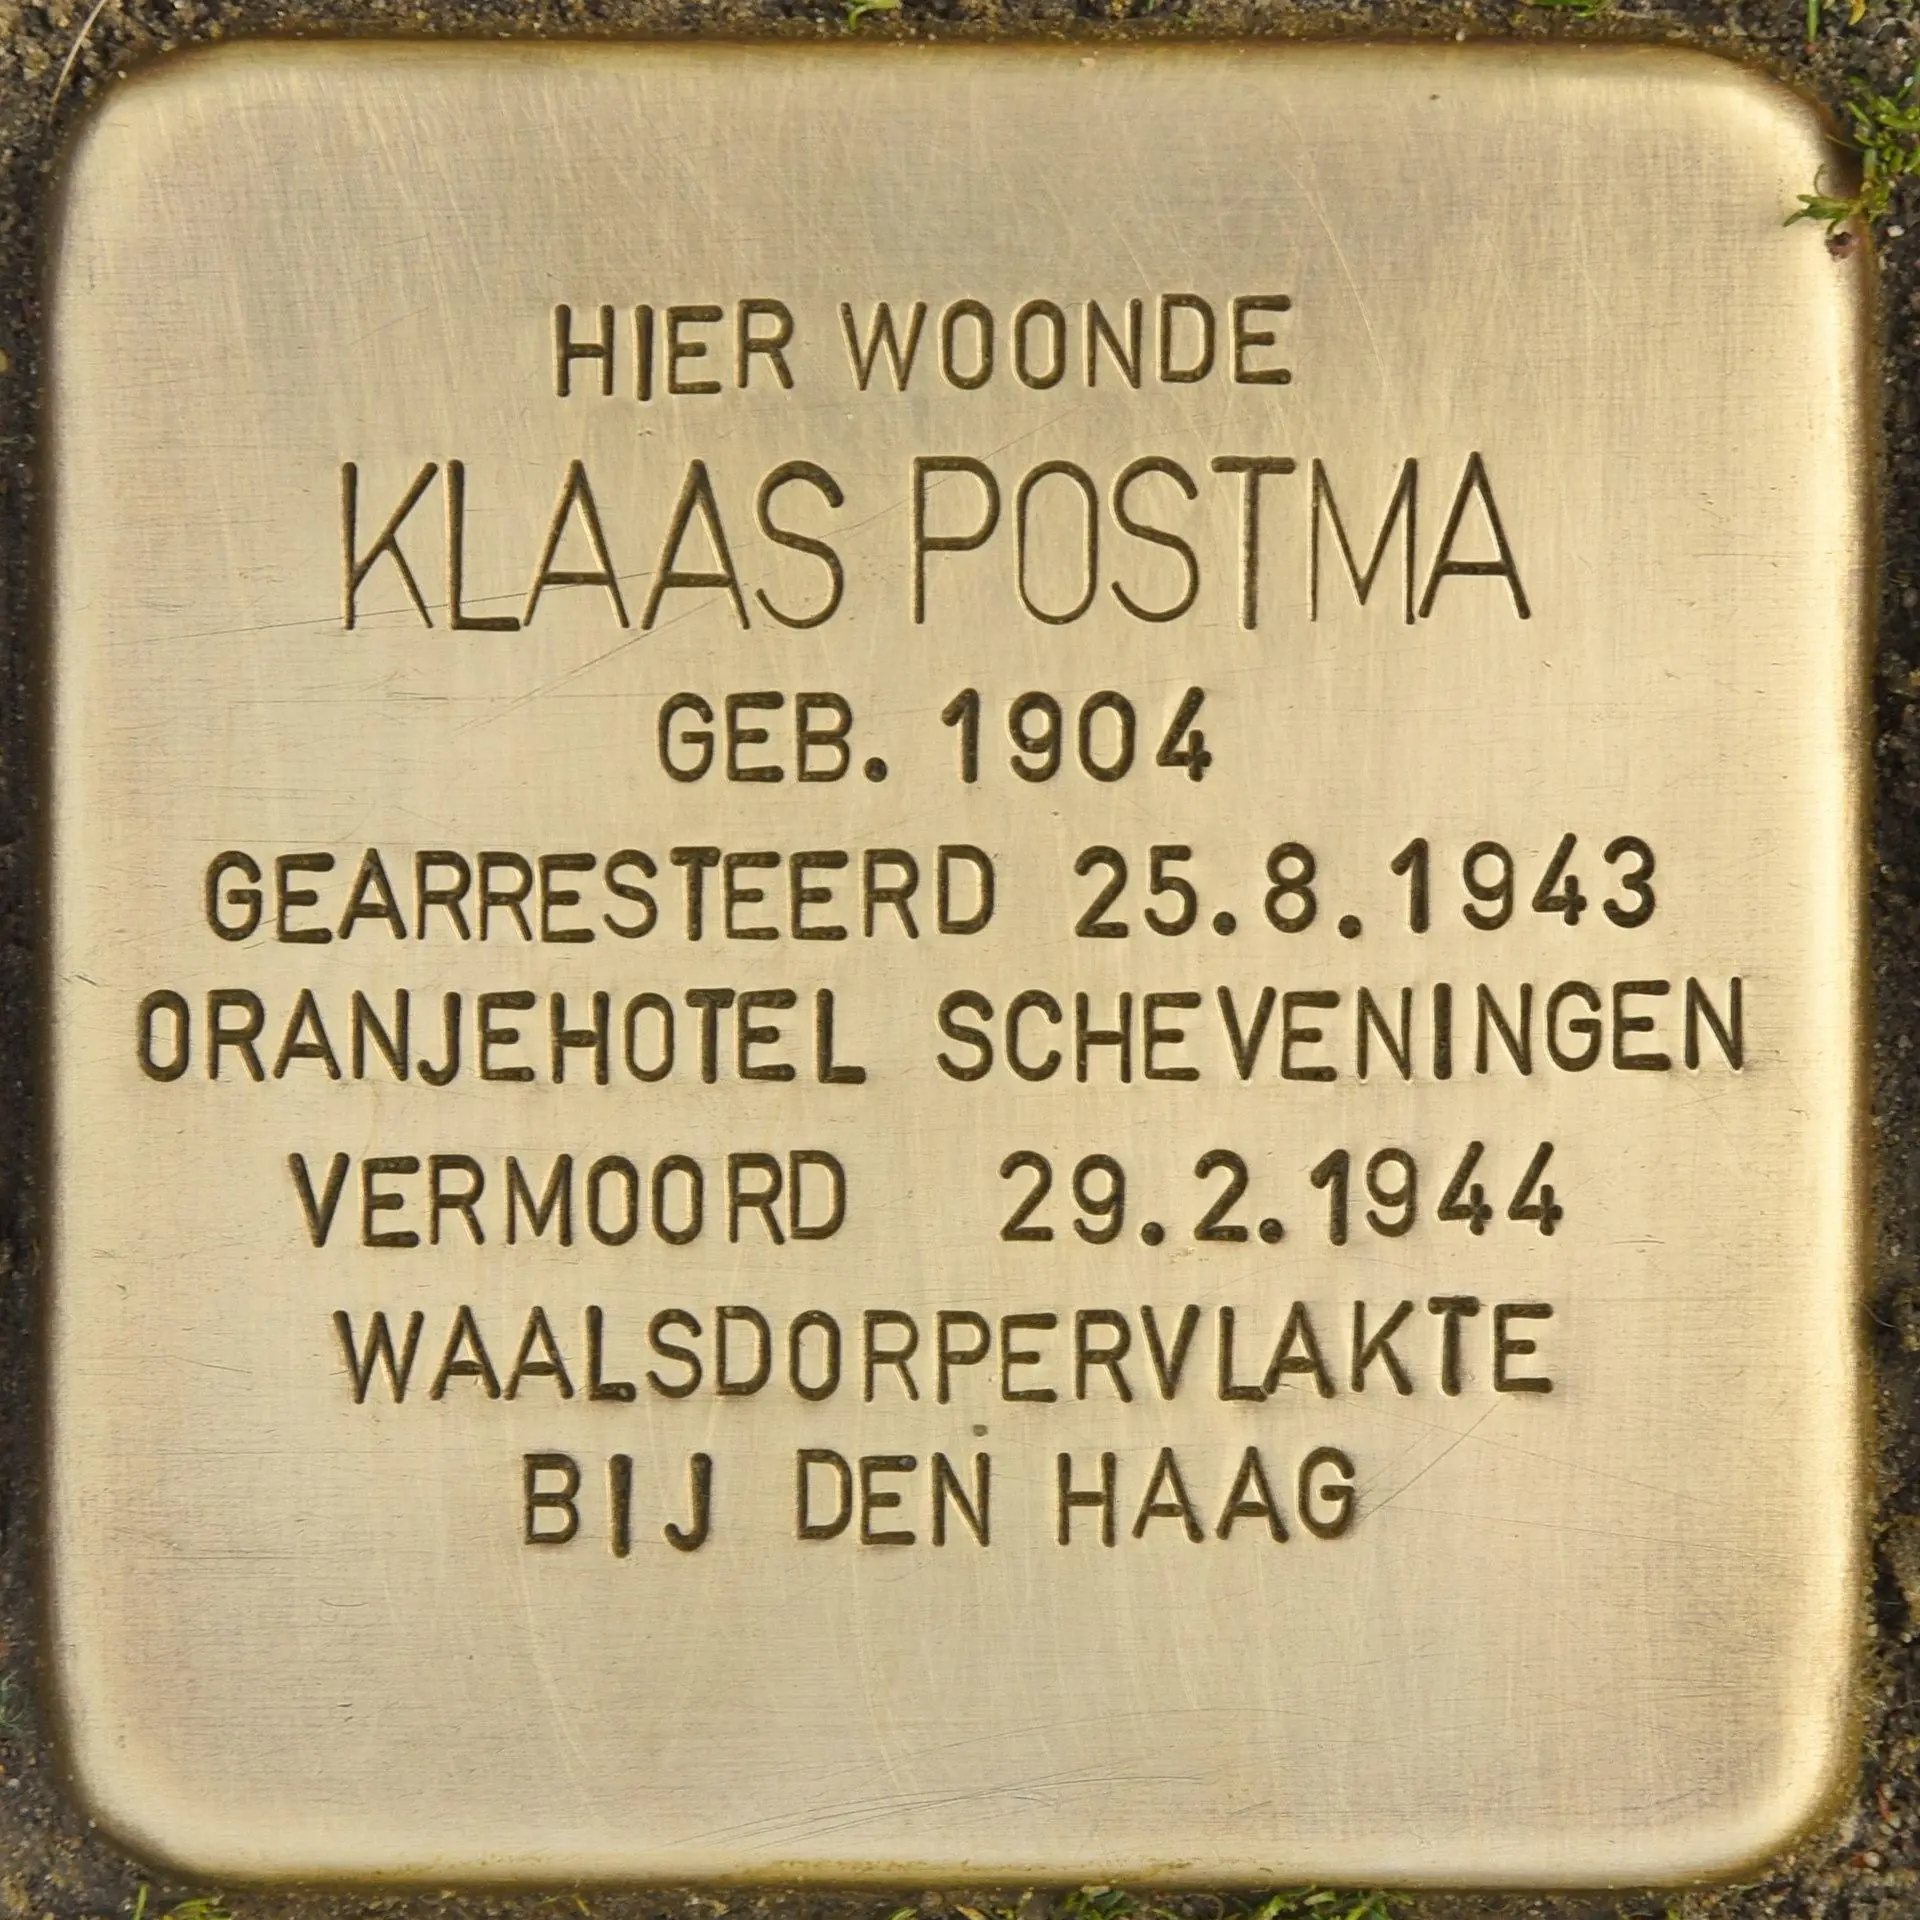 HIER WOONDE
KLAAS POSTMA
GEB. 1904
GEARRESTEERD 25.8.1943
ORANJEHOTEL SCHEVENINGEN
VERMOORD 29.2.1944
WAALSDORPERVLAKTE
BIJ DEN HAAG